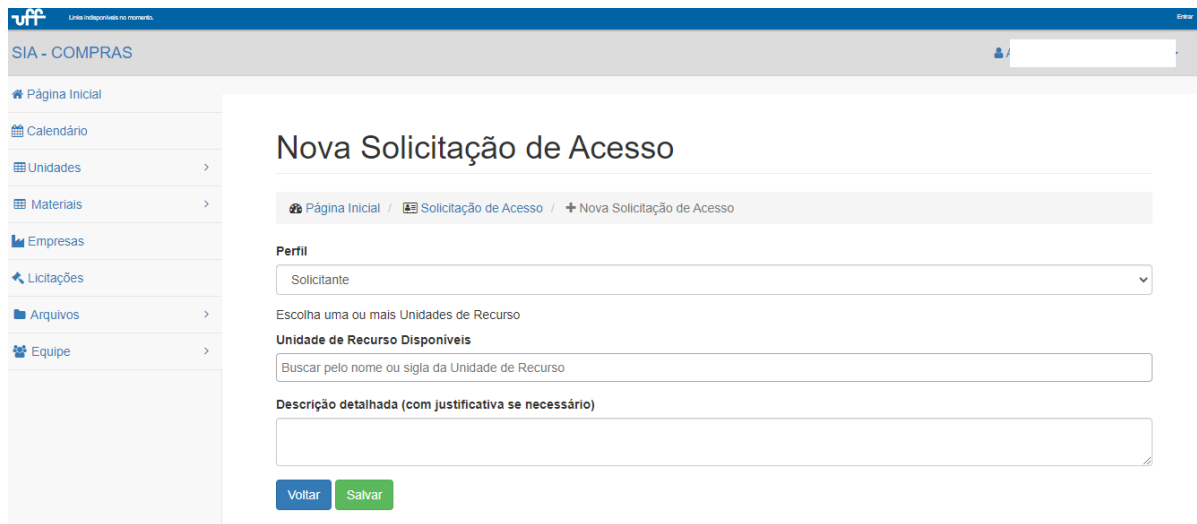 uff
Links indisponíveis no momento.
Entrar
SIA - COMPRAS
Página Inicial
Calendário
Unidades
Materiais
Empresas
Licitações
Arquivos
Equipe
Nova Solicitação de Acesso
Página Inicial / Solicitação de Acesso / Nova Solicitação de Acesso
Perfil
Solicitante
Escolha uma ou mais Unidades de Recurso
Unidade de Recurso Disponíveis
Buscar pelo nome ou sigla da Unidade de Recurso
Descrição detalhada (com justificativa se necessário)
Voltar Salvar